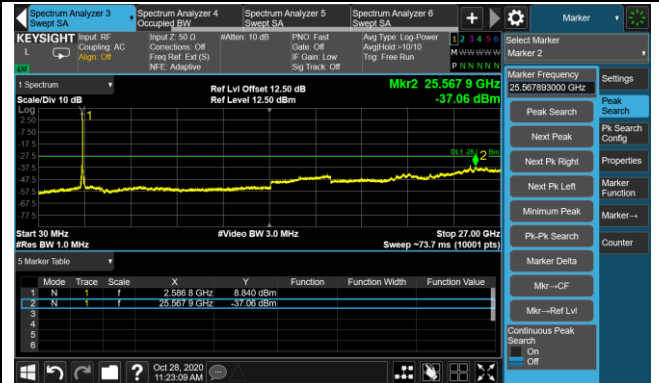 Spectrum Analyzer 3 Swept SA
Spectrum Analyzer 4 Occupied BW
Spectrum Analyzer 5 Swept SA
Spectrum Analyzer 6 Swept SA
+
Marker
KEYSIGHT
L
Input: RF
Coupling: AC
Align: Off
Input Z: 50 Ω
Corrections: Off
Freq Ref: Ext (S)
NFE: Adaptive
#Atten: 10 dB
PNO: Fast
Gate: Off
IF Gain: Low
Sig Track: Off
Avg Type: Log-Power
Avg|Hold:>10/10
Trig: Free Run
1 2 3 4 5 6
M W W W W W
P N N N N N
Select Marker
Marker 2
1 Spectrum
Scale/Div 10 dB
Ref Lvl Offset 12.50 dB
Ref Level 12.50 dBm
Mkr2 25.567 9 GHz
-37.06 dBm
Log
2.50
-7.50
-17.5
-27.5
-37.5
-47.5
-57.5
-67.5
-77.5
1
2
Start 30 MHz
#Res BW 1.0 MHz
#Video BW 3.0 MHz
Stop 27.00 GHz
Sweep ~73.7 ms (10001 pts)
5 Marker Table
Mode Trace Scale X Y Function Function Width Function Value
1 N 1 f 2.586 8 GHz 8.840 dBm
2 N 1 f 25.567 9 GHz -37.06 dBm
3
4
5
6
Marker Frequency
25.567893000 GHz
Peak Search
Next Peak
Next Pk Right
Next Pk Left
Minimum Peak
Pk-Pk Search
Marker Delta
Mkr→CF
Mkr→Ref Lvl
Continuous Peak Search
On
Off
Settings
Peak Search
Pk Search Config
Properties
Marker Function
Marker→
Counter
?
Oct 28, 2020
11:23:09 AM